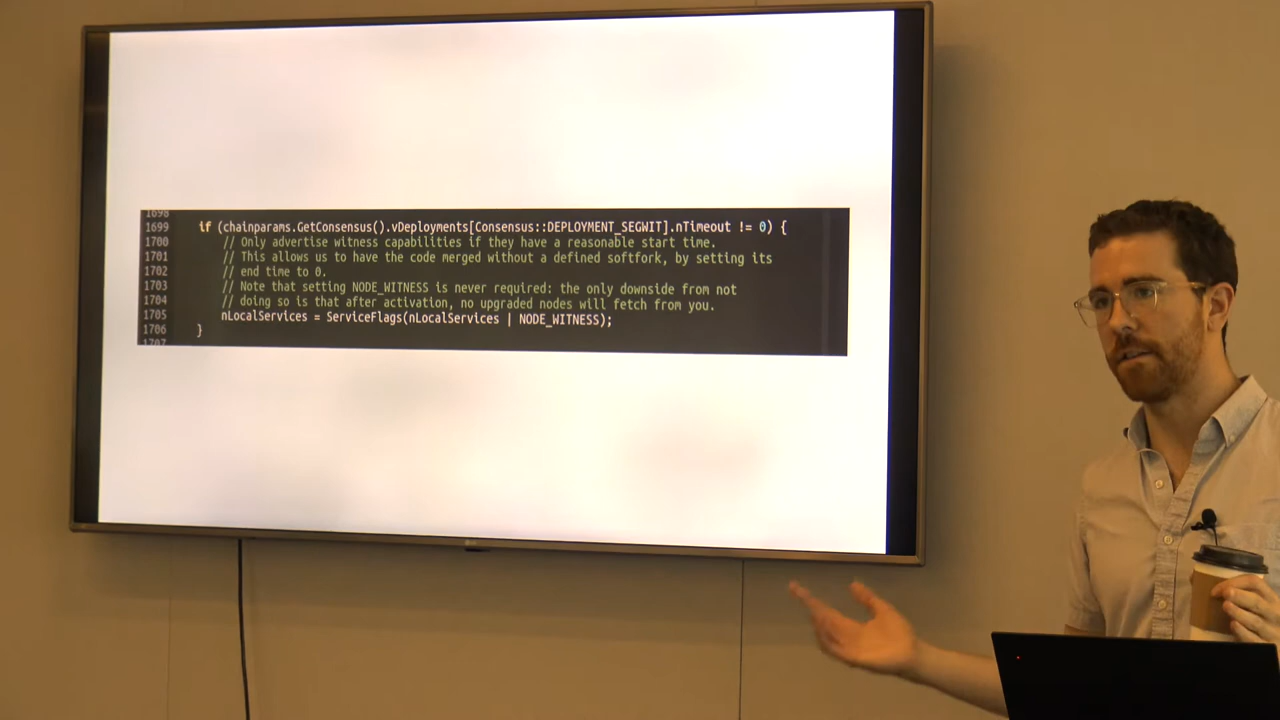 1698
1699 if (chainparams.GetConsensus().vDeployments[Consensus::DEPLOYMENT_SEGWIT].nTimeout != 0) {
1700 // Only advertise witness capabilities if they have a reasonable start time.
1701 // This allows us to have the code merged without a defined softfork, by setting its
1702 // end time to 0.
1703 // Note that setting NODE_WITNESS is never required: the only downside from not
1704 // doing so is that after activation, no upgraded nodes will fetch from you.
1705 nLocalServices = ServiceFlags(nLocalServices | NODE_WITNESS);
1706 }
1707